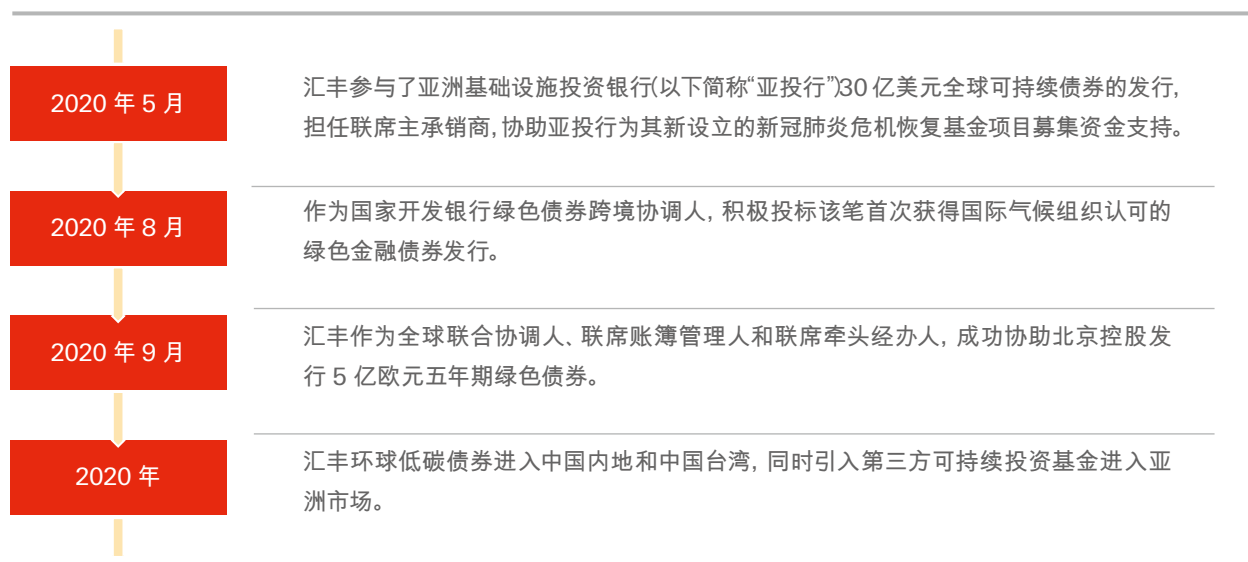 2020 年 5 月
汇丰参与了亚洲基础设施投资银行(以下简称“亚投行”)30 亿美元全球可持续债券的发行,
担任联席主承销商,协助亚投行为其新设立的新冠肺炎危机恢复基金项目募集资金支持。
2020 年 8 月
作为国家开发银行绿色债券跨境协调人, 积极投标该笔首次获得国际气候组织认可的
绿色金融债券发行。
2020 年 9 月
汇丰作为全球联合协调人、联席账簿管理人和联席牵头经办人, 成功协助北京控股发
行 5 亿欧元五年期绿色债券。
2020 年
汇丰环球低碳债券进入中国内地和中国台湾, 同时引入第三方可持续投资基金进入亚
洲市场。